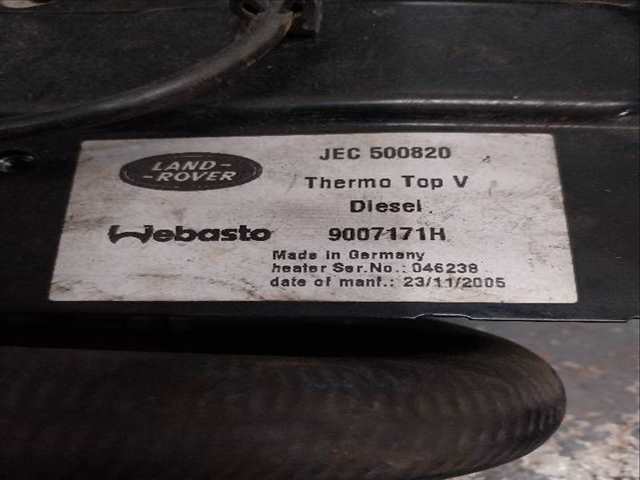 LAND-
-ROVER
JEC 500820
Thermo Top V
Diesel
Webasto 9007171H
Made in Germany
heater Ser.No.: 046238
date of manf.: 23/11/2005